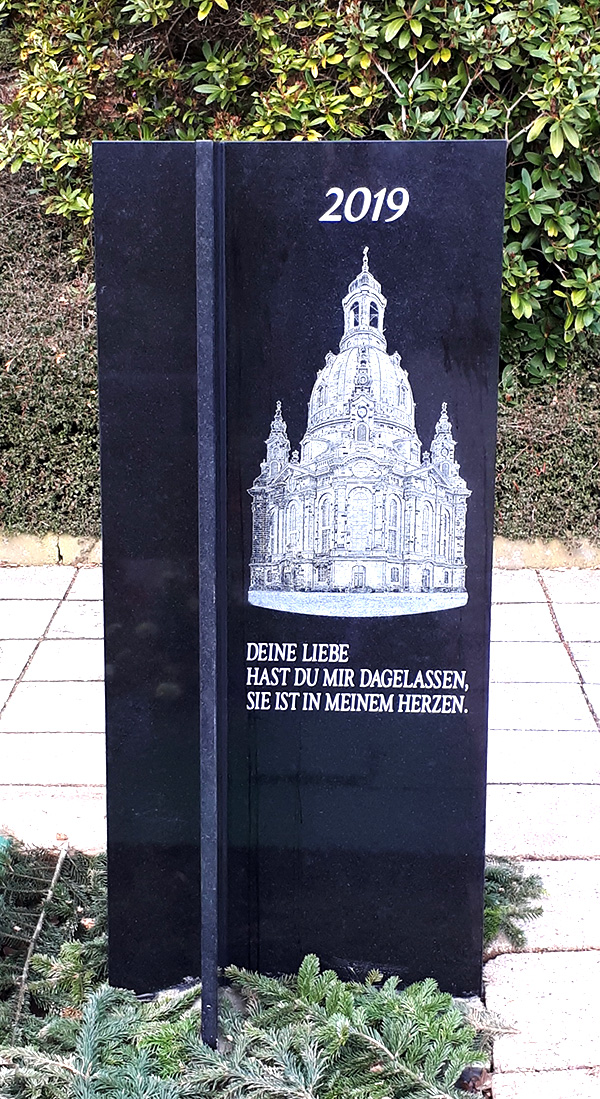 2019
DEINE LIEBE
HAST DU MIR DAGELASSEN,
SIE IST IN MEINEM HERZEN.